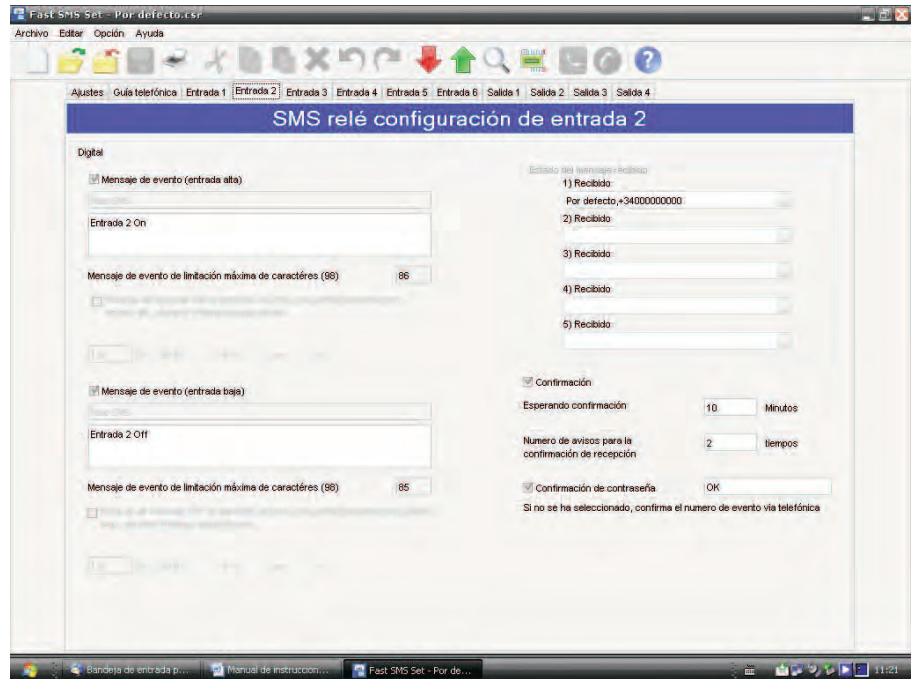 Fast SMS Set - Por defecto.csr
Archivo Editar Opción Ayuda
Ajustes Guía telefónica Entrada 1 Entrada 2 Entrada 3 Entrada 4 Entrada 5 Entrada 6 Salida 1 Salida 2 Salida 3 Salida 4
SMS relé configuración de entrada 2
Digital
Mensaje de evento (entrada alta)
Entrada 2 On
Mensaje de evento de limitación máxima de caractéres (98) 86
Mensaje de evento (entrada baja)
Entrada 2 Off
Mensaje de evento de limitación máxima de caractéres (98) 85
Estado del mensaje recibido
1) Recibido
Por defecto,+34000000000
2) Recibido
3) Recibido
4) Recibido
5) Recibido
Confirmación
Esperando confirmación 10 Minutos
Numero de avisos para la
confirmación de recepción 2 tiempos
Confirmación de contraseña OK
Si no se ha seleccionado, confirma el numero de evento via telefónica
Bandeja de entrada p... Manual de instruccion... Fast SMS Set - Por de... 11:21